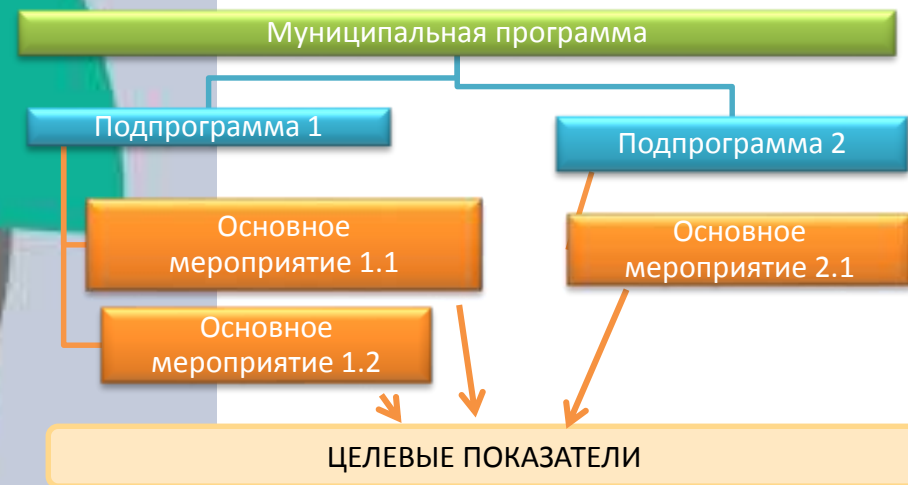 Муниципальная программа
Подпрограмма 1
Подпрограмма 2
Основное
мероприятие 1.1
Основное
мероприятие 2.1
Основное
мероприятие 1.2
ЦЕЛЕВЫЕ ПОКАЗАТЕЛИ